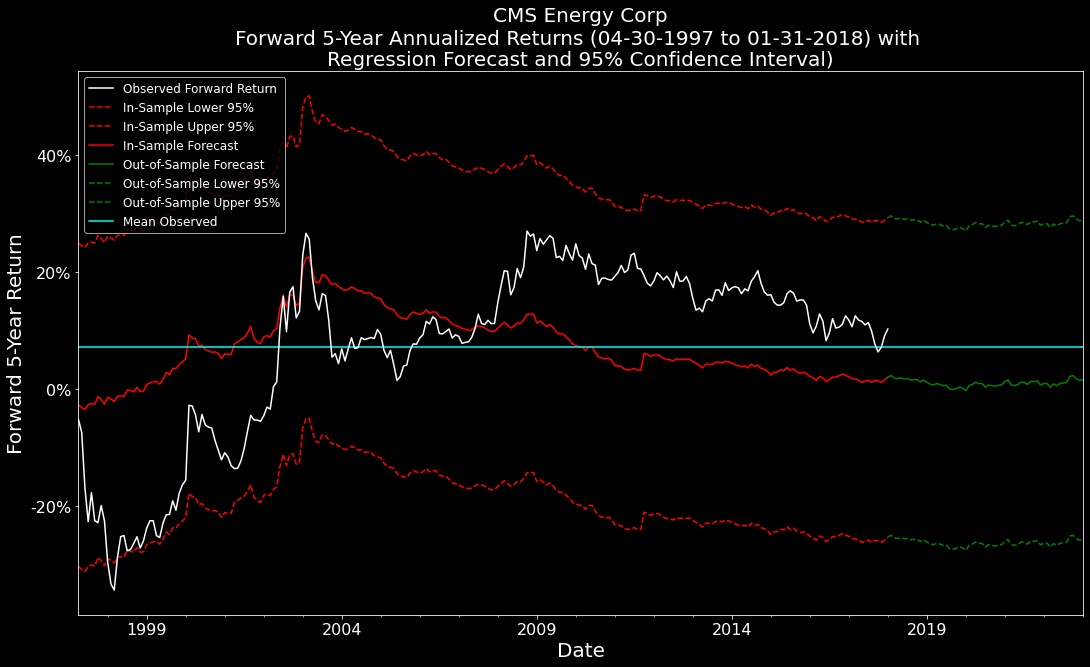 CMS Energy Corp
Forward 5-Year Annualized Returns (04-30-1997 to 01-31-2018) with
Regression Forecast and 95% Confidence Interval)
Observed Forward Return
In-Sample Lower 95%
In-Sample Upper 95%
In-Sample Forecast
Out-of-Sample Forecast
Out-of-Sample Lower 95%
Out-of-Sample Upper 95%
Mean Observed
Forward 5-Year Return
40%
20%
0%
-20%
1999
2004
2009
2014
2019
Date